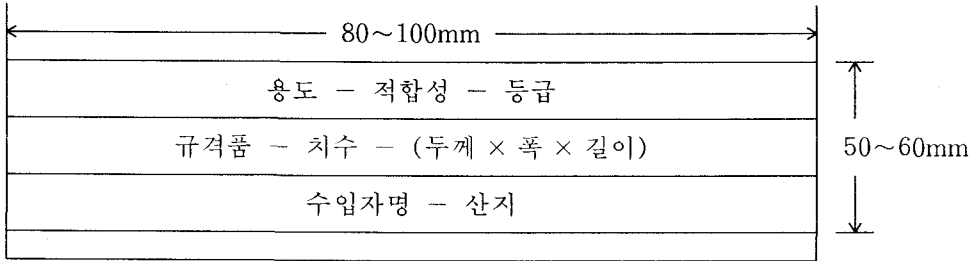 80~100mm
용도 - 적합성 - 등급
규격품 - 치수 - (두께 × 폭 × 길이)
50~60mm
수입자명 - 산지